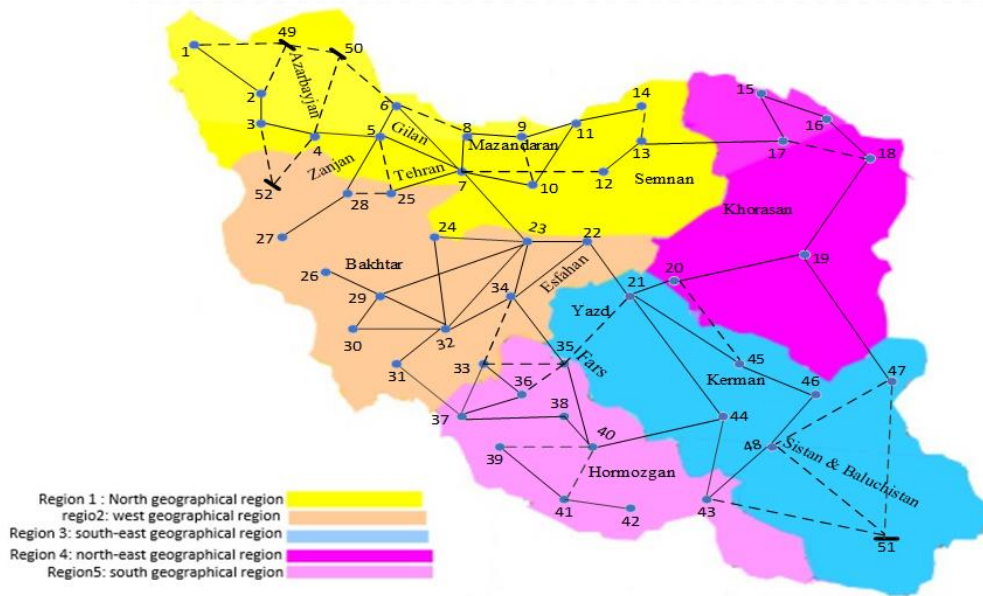 49
50
1
Azarbayjan
14
15
2
6
16
3
4
5
Gilan
8
9
11
Mazandaran
13
17
18
Zanjan
7
10
12
Semnan
52
Tehran
28
25
Khorasan
27
24
23
22
19
26
Bakhtar
Esfahan
20
29
34
21
Yazd
30
32
35
45
47
31
33
Fars
Kerman
46
36
37
38
44
40
48
Sistan & Baluchistan
39
Hormozgan
41
42
43
51
Region 1 : North geographical region
regio2: west geographical region
Region 3: south-east geographical region
Region 4: north-east geographical region
Region5: south geographical region